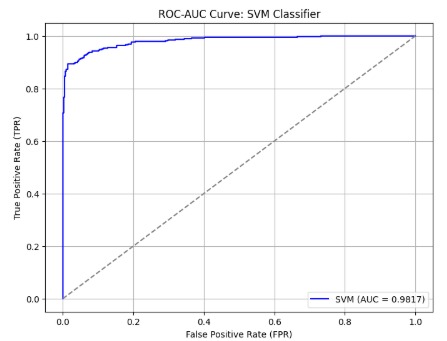 ROC-AUC Curve: SVM Classifier
1.0
0.8
0.6
0.4
0.2
0.0
True Positive Rate (TPR)
SVM (AUC = 0.9817)
0.0 0.2 0.4 0.6 0.8 1.0
False Positive Rate (FPR)